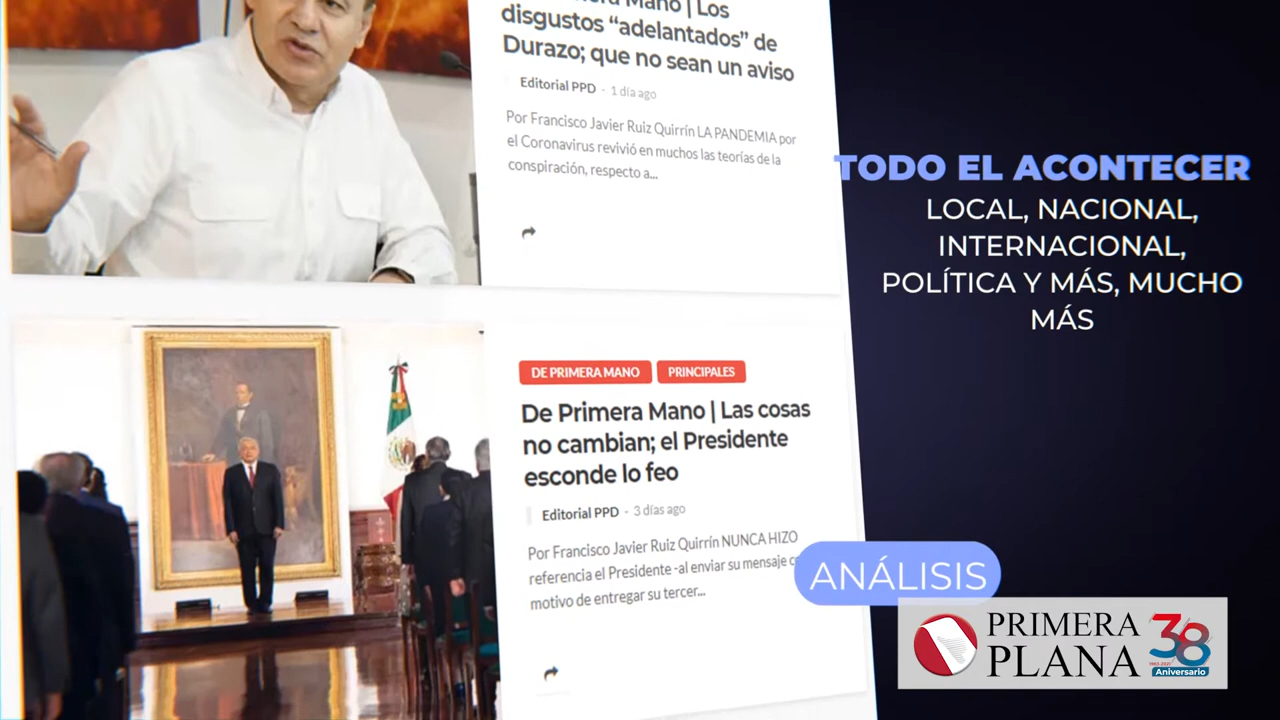 Mano | Los
disgustos “adelantados” de
Durazo; que no sean un aviso
Editorial PPD - 1 día ago
Por Francisco Javier Ruiz Quirrín LA PANDEMIA por
el Coronavirus revivió en muchos las teorías de la
conspiración, respecto a...
DE PRIMERA MANO
PRINCIPALES
De Primera Mano | Las cosas
no cambian; el Presidente
esconde lo feo
Editorial PPD - 3 días ago
Por Francisco Javier Ruiz Quirrín NUNCA HIZO
referencia el Presidente -al enviar su mensaje
motivo de entregar su tercer...
TODO EL ACONTECER
LOCAL, NACIONAL,
INTERNACIONAL,
POLÍTICA Y MÁS, MUCHO
MÁS
ANÁLISIS
PRIMERA
PLANA
38
1983-2021
Aniversario